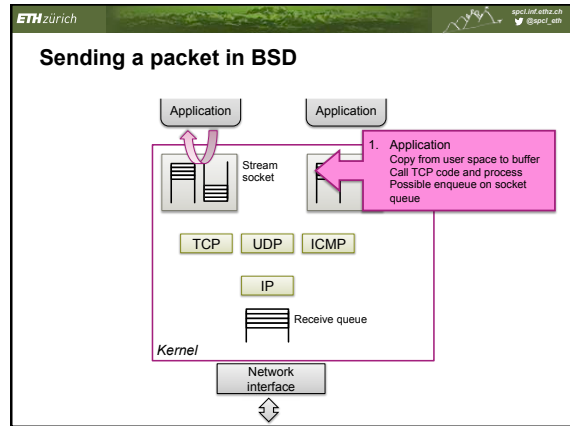 ETH zürich
spcl.inf.ethz.ch
@spcl_eth
Sending a packet in BSD
Application
Application
1. Application
Copy from user space to buffer
Call TCP code and process
Possible enqueue on socket
queue
Stream
socket
TCP
UDP
ICMP
IP
Receive queue
Kernel
Network
interface